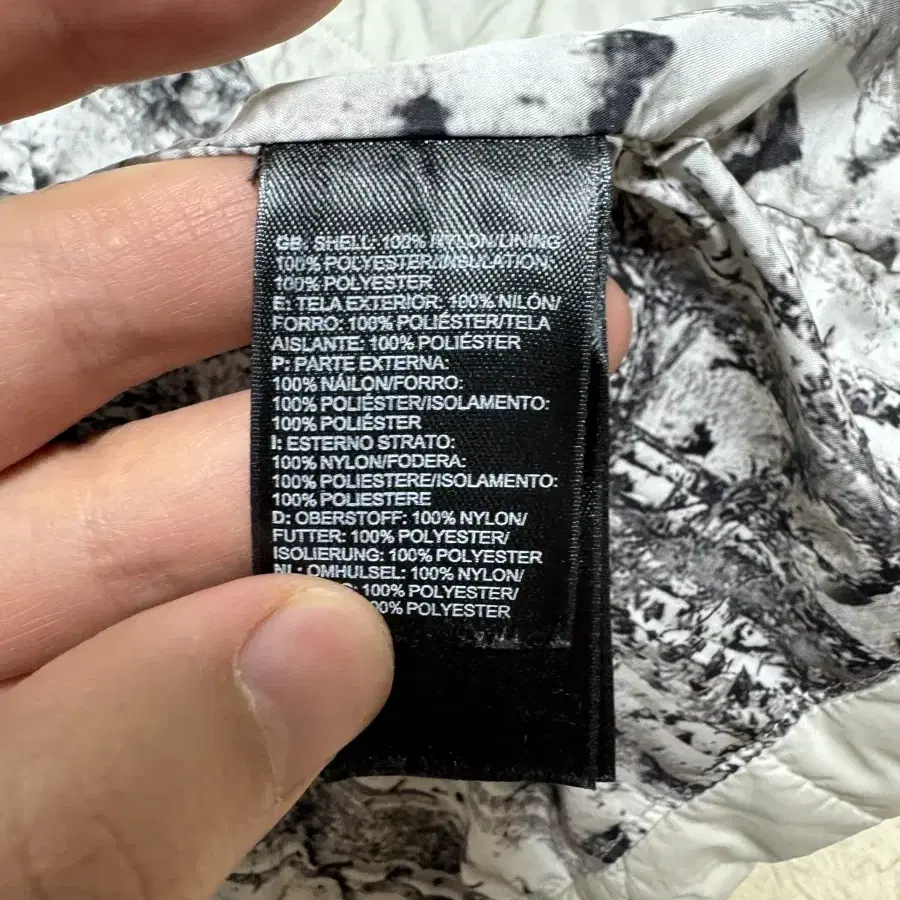 GB: SHELL: 100% NYLON/LINING
100% POLYESTER/INSULATION:
100% POLYESTER
E: TELA EXTERIOR: 100% NILÓN/
FORRO: 100% POLIÉSTER/TELA
AISLANTE: 100% POLIÉSTER
P: PARTE EXTERNA:
100% NÁILON/FORRO:
100% POLIÉSTER/ISOLAMENTO:
100% POLIÉSTER
I: ESTERNO STRATO:
100% NYLON/FODERA:
100% POLIESTERE/ISOLAMENTO:
100% POLIESTERE
D: OBERSTOFF: 100% NYLON/
FUTTER: 100% POLYESTER/
ISOLIERUNG: 100% POLYESTER
NL: OMHULSEL: 100% NYLON/
100% POLYESTER/
POLYESTER